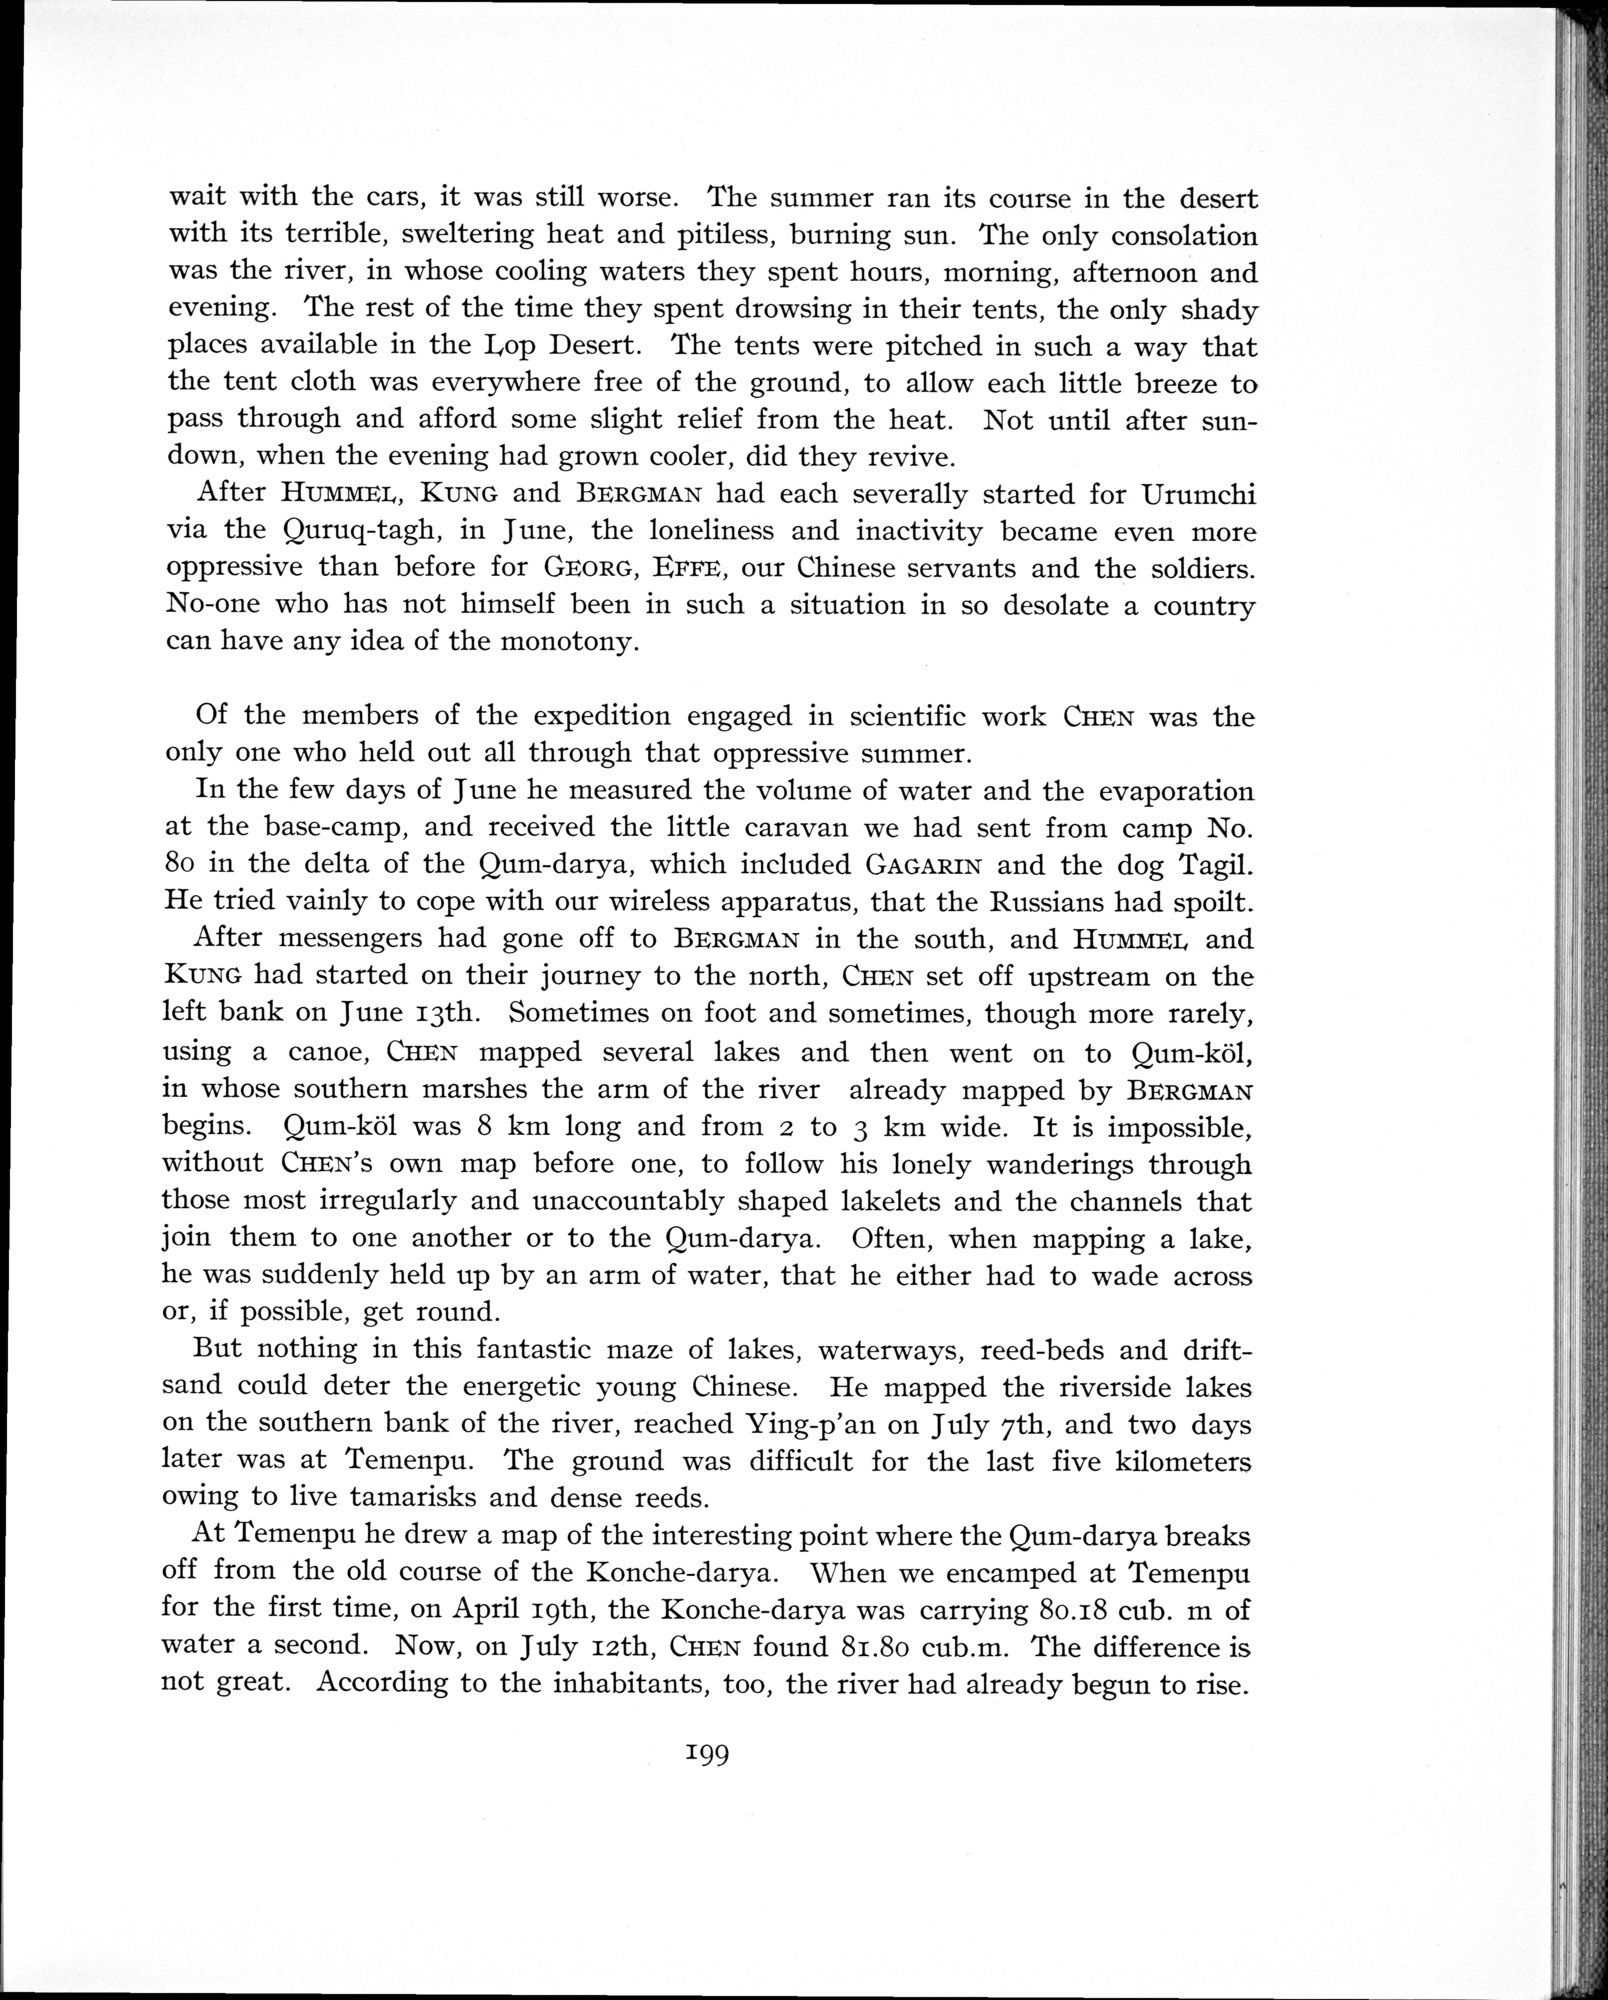 wait with the cars, it was still worse. The summer ran its course in the desert
with its terrible, sweltering heat and pitiless, burning sun. The only consolation
was the river, in whose cooling waters they spent hours, morning, afternoon and
evening. The rest of the time they spent drowsing in their tents, the only shady
places available in the Lop Desert. The tents were pitched in such a way that
the tent cloth was everywhere free of the ground, to allow each little breeze to
pass through and afford some slight relief from the heat. Not until after sun-
down, when the evening had grown cooler, did they revive.
After HUMMEL, KUNG and BERGMAN had each severally started for Urumchi
via the Quruq-tagh, in June, the loneliness and inactivity became even more
oppressive than before for GEORG, EFFE, our Chinese servants and the soldiers.
No-one who has not himself been in such a situation in so desolate a country
can have any idea of the monotony.
Of the members of the expedition engaged in scientific work CHEN was the
only one who held out all through that oppressive summer.
In the few days of June he measured the volume of water and the evaporation
at the base-camp, and received the little caravan we had sent from camp No.
80 in the delta of the Qum-darya, which included GAGARIN and the dog Tagil.
He tried vainly to cope with our wireless apparatus, that the Russians had spoilt.
After messengers had gone off to BERGMAN in the south, and HUMMEL and
KUNG had started on their journey to the north, CHEN set off upstream on the
left bank on June 13th. Sometimes on foot and sometimes, though more rarely,
using a canoe, CHEN mapped several lakes and then went on to Qum-köl,
in whose southern marshes the arm of the river already mapped by BERGMAN
begins. Qum-köl was 8 km long and from 2 to 3 km wide. It is impossible,
without CHEN's own map before one, to follow his lonely wanderings through
those most irregularly and unaccountably shaped lakelets and the channels that
join them to one another or to the Qum-darya. Often, when mapping a lake,
he was suddenly held up by an arm of water, that he either had to wade across
or, if possible, get round.
But nothing in this fantastic maze of lakes, waterways, reed-beds and drift-
sand could deter the energetic young Chinese. He mapped the riverside lakes
on the southern bank of the river, reached Ying-p'an on July 7th, and two days
later was at Temenpu. The ground was difficult for the last five kilometers
owing to live tamarisks and dense reeds.
At Temenpu he drew a map of the interesting point where the Qum-darya breaks
off from the old course of the Konche-darya. When we encamped at Temenpu
for the first time, on April 19th, the Konche-darya was carrying 80.18 cub. m of
water a second. Now, on July 12th, CHEN found 81.80 cub.m. The difference is
not great. According to the inhabitants, too, the river had already begun to rise.
199